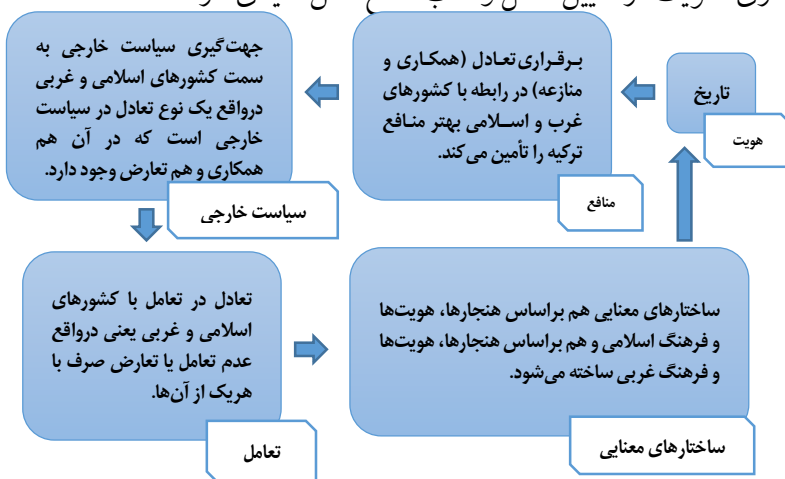 تاریخ
هویت
برقراری تعادل (همکاری و
منازعه) در رابطه با کشورهای
غرب و اسلامی بهتر منافع
ترکیه را تأمین می‌کند.
منافع
جهت‌گیری سیاست خارجی به
سمت کشورهای اسلامی و غربی
درواقع یک نوع تعادل در سیاست
خارجی است که در آن هم
همکاری و هم تعارض وجود دارد.
سیاست خارجی
تعادل در تعامل با کشورهای
اسلامی و غربی یعنی درواقع
عدم تعامل یا تعارض صرف با
هریک از آن‌ها.
تعامل
ساختارهای معنایی هم براساس هنجارها، هویت‌ها
و فرهنگ اسلامی و هم براساس هنجارها، هویت‌ها
و فرهنگ غربی ساخته می‌شود.
ساختارهای معنایی